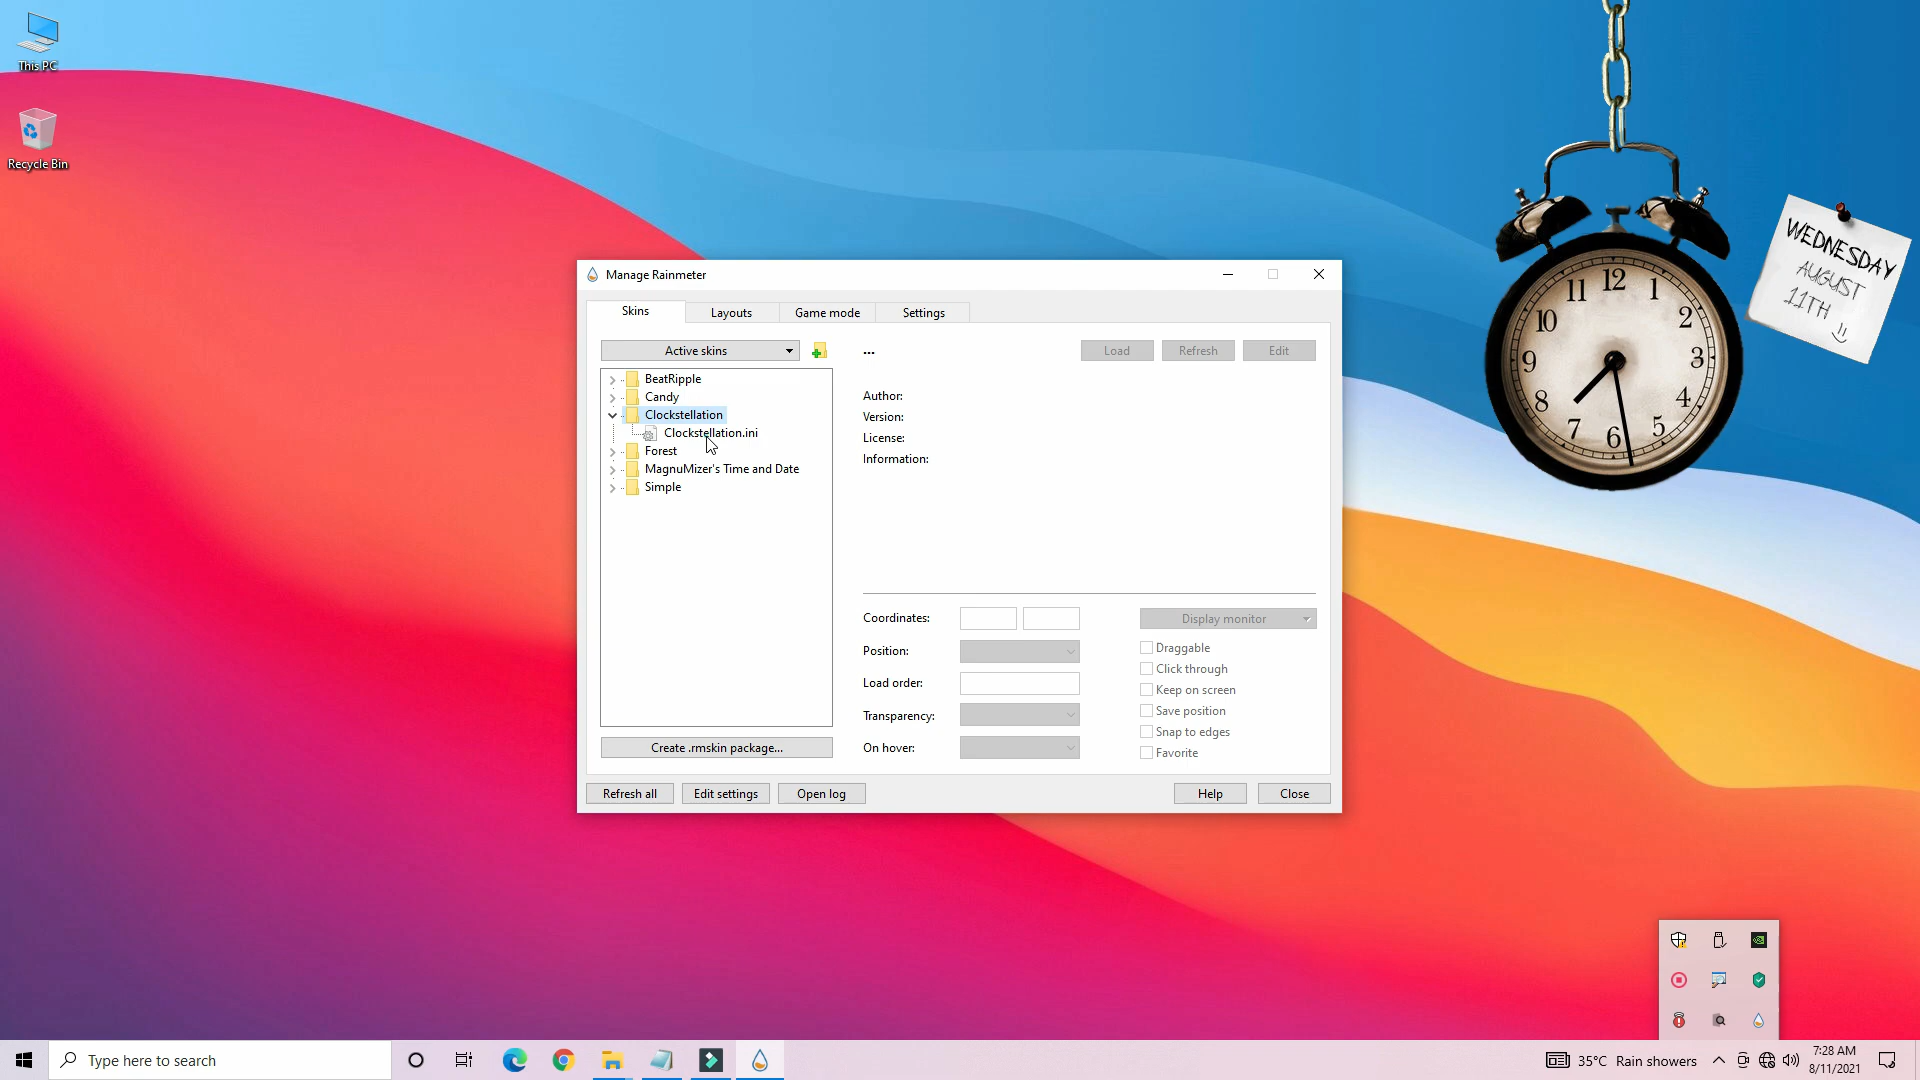 This PC
Recycle Bin
12
1
2
3
4
5
6
7
8
9
10
11
WEDNESDAY
AUGUST
11TH
Manage Rainmeter
Skins
Layouts
Game mode
Settings
Active skins
...
Load
Refresh
Edit
BeatRipple
Candy
Clockstellation
Clockstellation.ini
Forest
MagnuMizer's Time and Date
Simple
Author:
Version:
License:
Information:
Coordinates:
Display monitor
Position:
Draggable
Click through
Load order:
Keep on screen
Transparency:
Save position
Snap to edges
On hover:
Favorite
Create .rmskin package...
Refresh all
Edit settings
Open log
Help
Close
Type here to search
35°C Rain showers
7:28 AM
8/11/2021